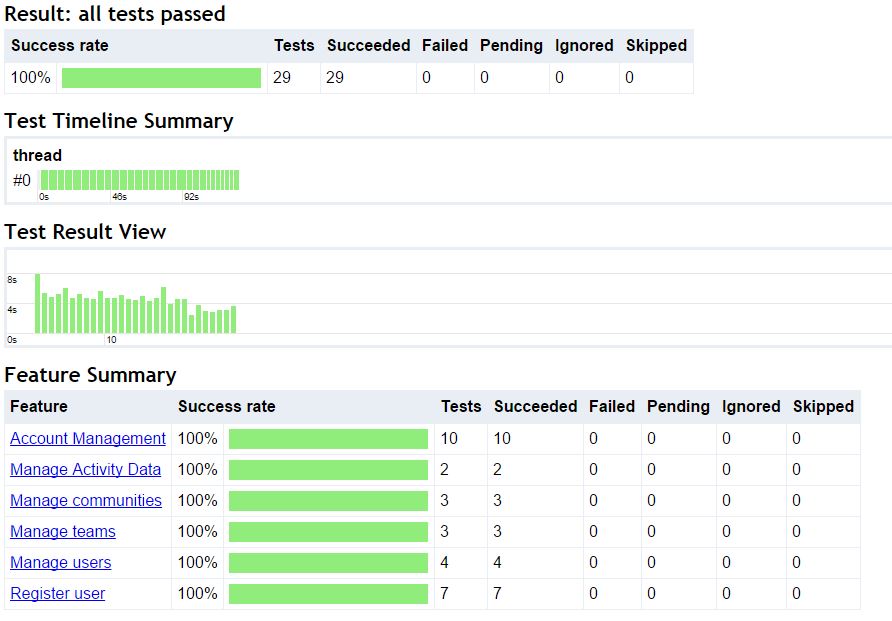 Result: all tests passed
Success rate Tests Succeeded Failed Pending Ignored Skipped
100% 29 29 0 0 0 0
Test Timeline Summary
thread
#0
0s 46s 92s
Test Result View
8s
4s
0s 10
Feature Summary
Feature Success rate Tests Succeeded Failed Pending Ignored Skipped
Account Management 100% 10 10 0 0 0 0
Manage Activity Data 100% 2 2 0 0 0 0
Manage communities 100% 3 3 0 0 0 0
Manage teams 100% 3 3 0 0 0 0
Manage users 100% 4 4 0 0 0 0
Register user 100% 7 7 0 0 0 0